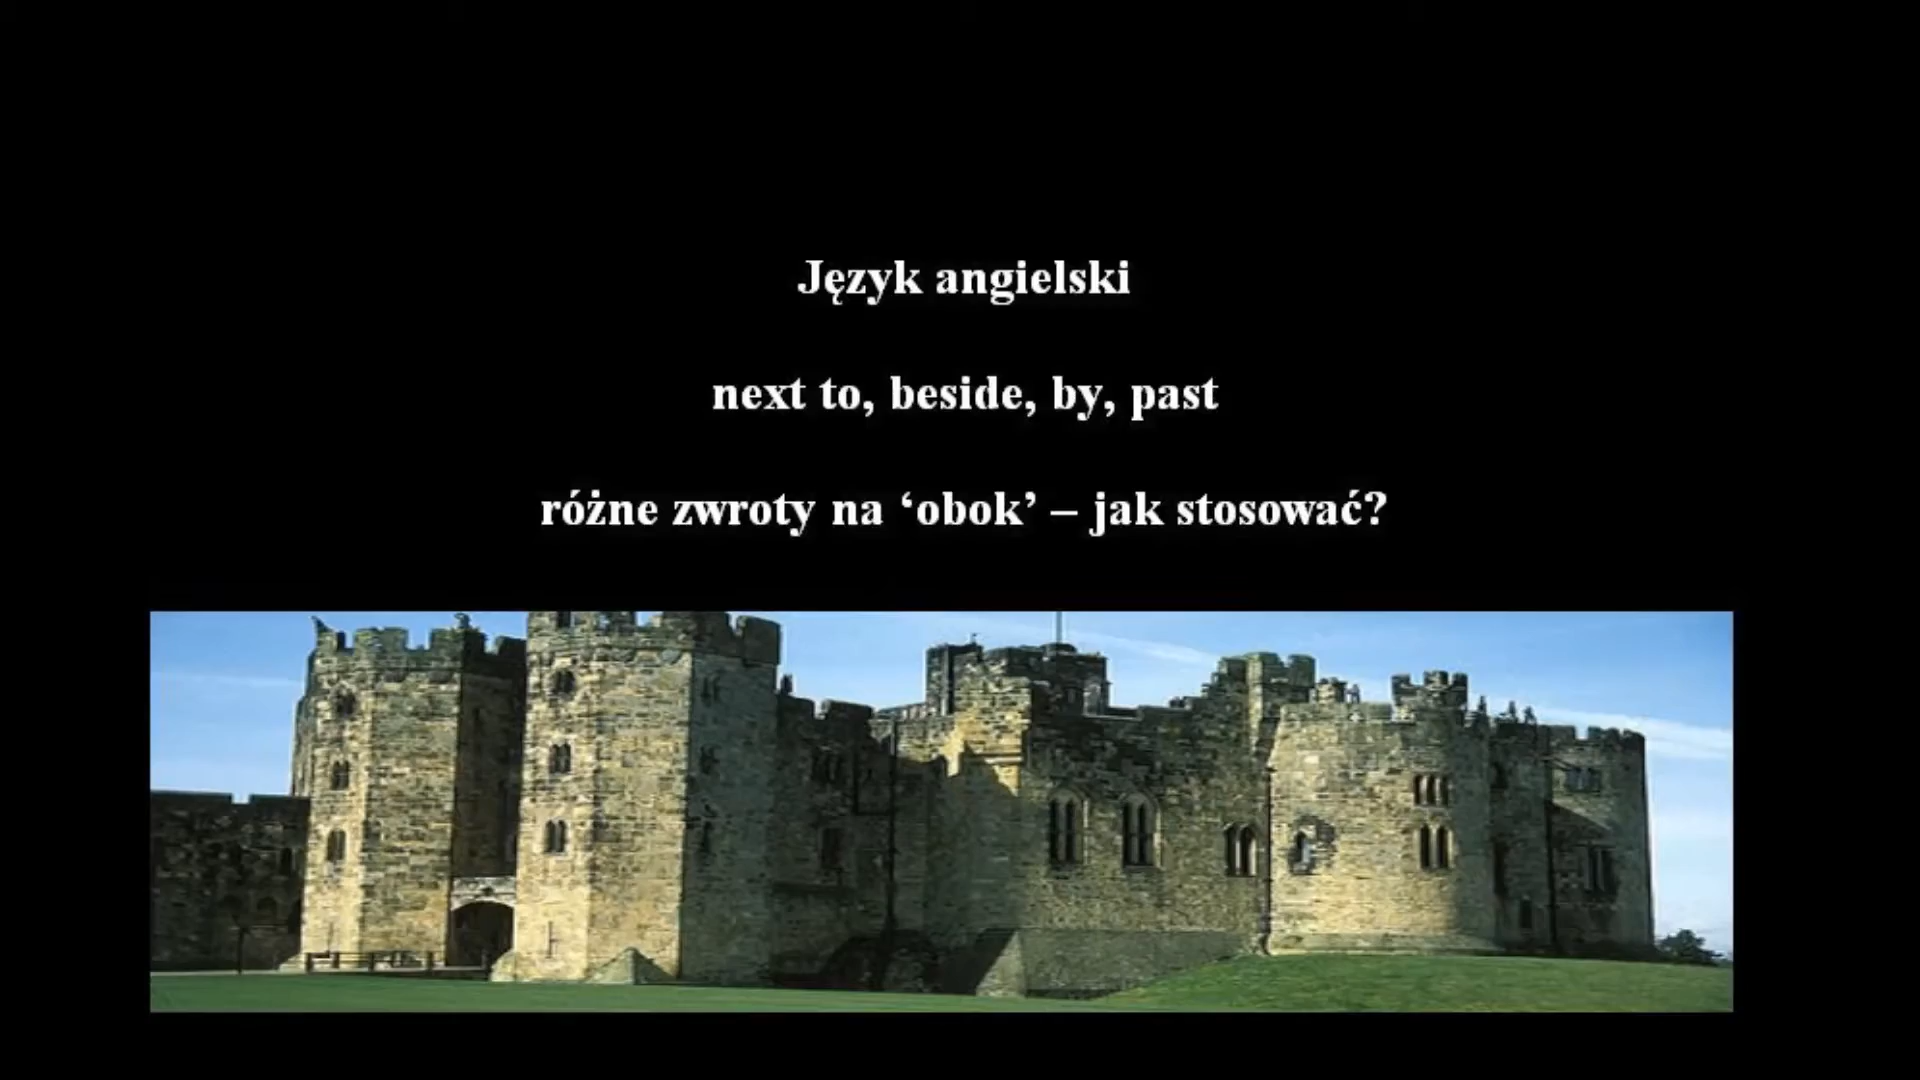 Język angielski
next to, beside, by, past
różne zwroty na ‘obok’ – jak stosować?